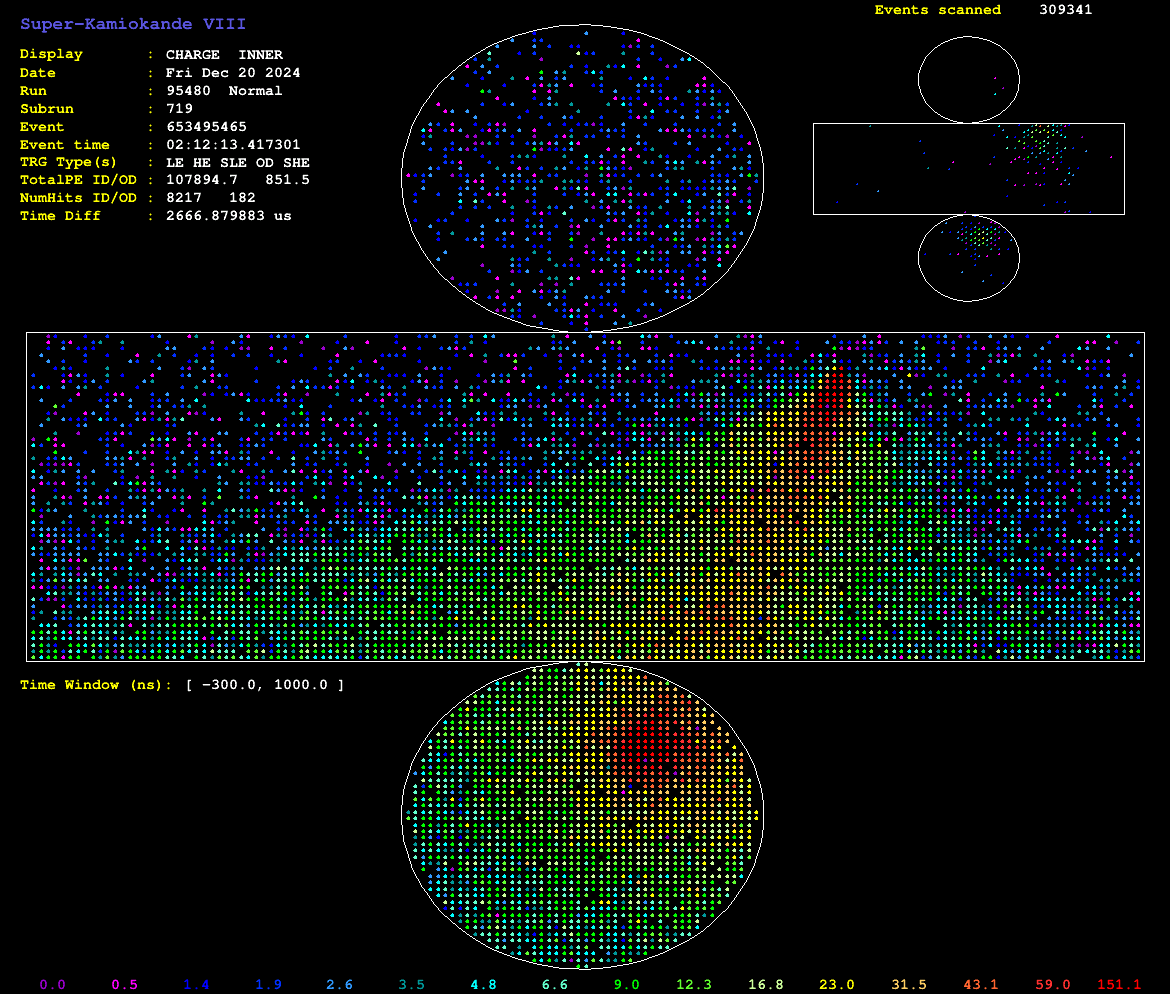 Super-Kamiokande VIII
Events scanned 309341
Display : CHARGE INNER
Date : Fri Dec 20 2024
Run : 95480 Normal
Subrun : 719
Event : 653495465
Event time : 02:12:13.417301
TRG Type(s) : LE HE SLE OD SHE
TotalPE ID/OD : 107894.7 851.5
NumHits ID/OD : 8217 182
Time Diff : 2666.879883 us
Time Window (ns): [ −300.0, 1000.0 ]
0.0 0.5 1.4 1.9 2.6 3.5 4.8 6.6 9.0 12.3 16.8 23.0 31.5 43.1 59.0 151.1